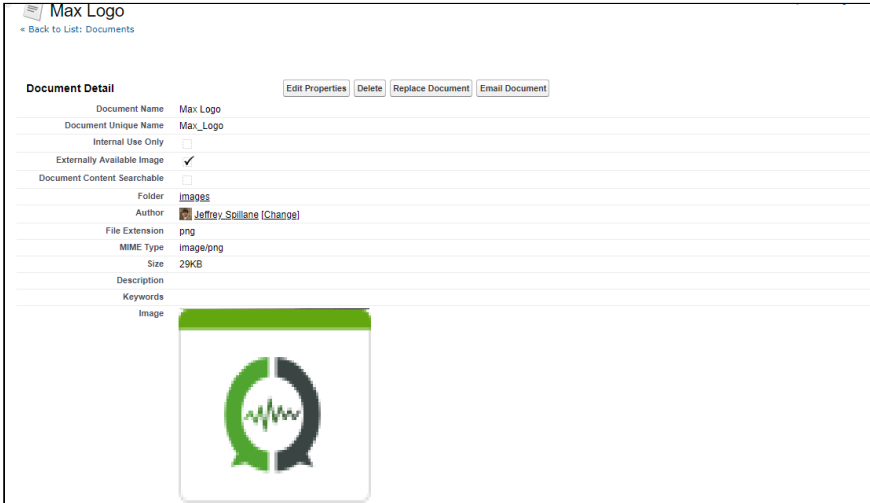 Max Logo
« Back to List: Documents
Document Detail
Edit Properties Delete Replace Document Email Document
Document Name Max Logo
Document Unique Name Max_Logo
Internal Use Only
Externally Available Image
Document Content Searchable
Folder images
Author Jeffrey Spillane [Change]
File Extension png
MIME Type image/png
Size 29KB
Description
Keywords
Image